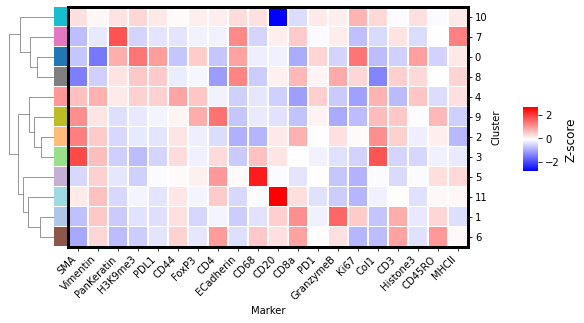 10
7
0
8
4
9
2
3
5
11
1
6
Cluster
2
0
−2
Z-score
SMA
Vimentin
PanKeratin
H3K9me3
PDL1
CD44
FoxP3
CD4
ECadherin
CD68
CD20
CD8a
PD1
GranzymeB
Ki67
Col1
CD3
Histone3
CD45RO
MHCII
Marker